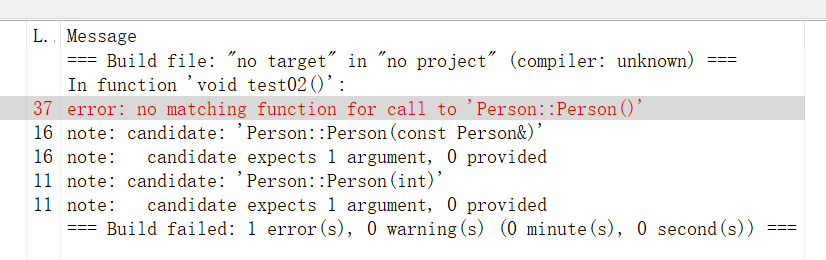 L.. Message
=== Build file: "no target" in "no project" (compiler: unknown) ===
In function 'void test02()':
37 error: no matching function for call to 'Person::Person()'
16 note: candidate: 'Person::Person(const Person&)'
16 note:   candidate expects 1 argument, 0 provided
11 note: candidate: 'Person::Person(int)'
11 note:   candidate expects 1 argument, 0 provided
=== Build failed: 1 error(s), 0 warning(s) (0 minute(s), 0 second(s)) ===